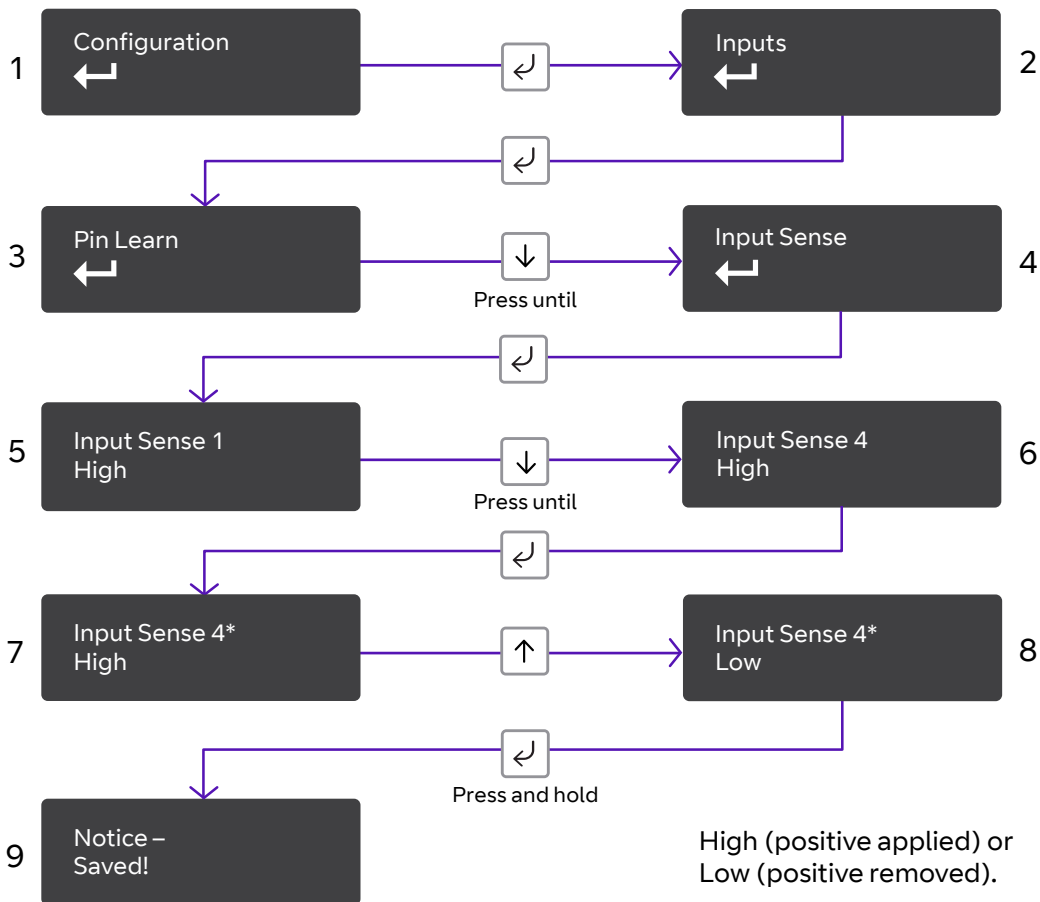 1
Configuration
Inputs
2
3
Pin Learn
Press until
Input Sense
4
5
Input Sense 1
High
Press until
Input Sense 4
High
6
7
Input Sense 4*
High
Input Sense 4*
Low
8
Press and hold
9
Notice –
Saved!
High (positive applied) or
Low (positive removed).